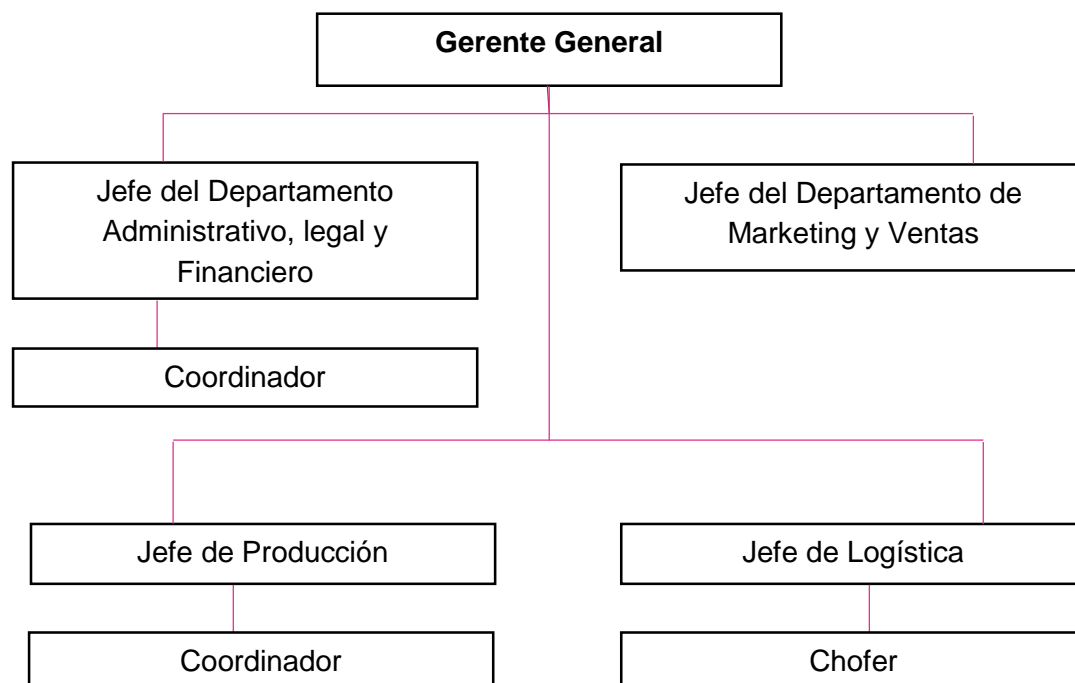 Gerente General
Jefe del Departamento
Administrativo, legal y
Financiero
Jefe del Departamento de
Marketing y Ventas
Coordinador
Jefe de Producción
Jefe de Logística
Coordinador
Chofer